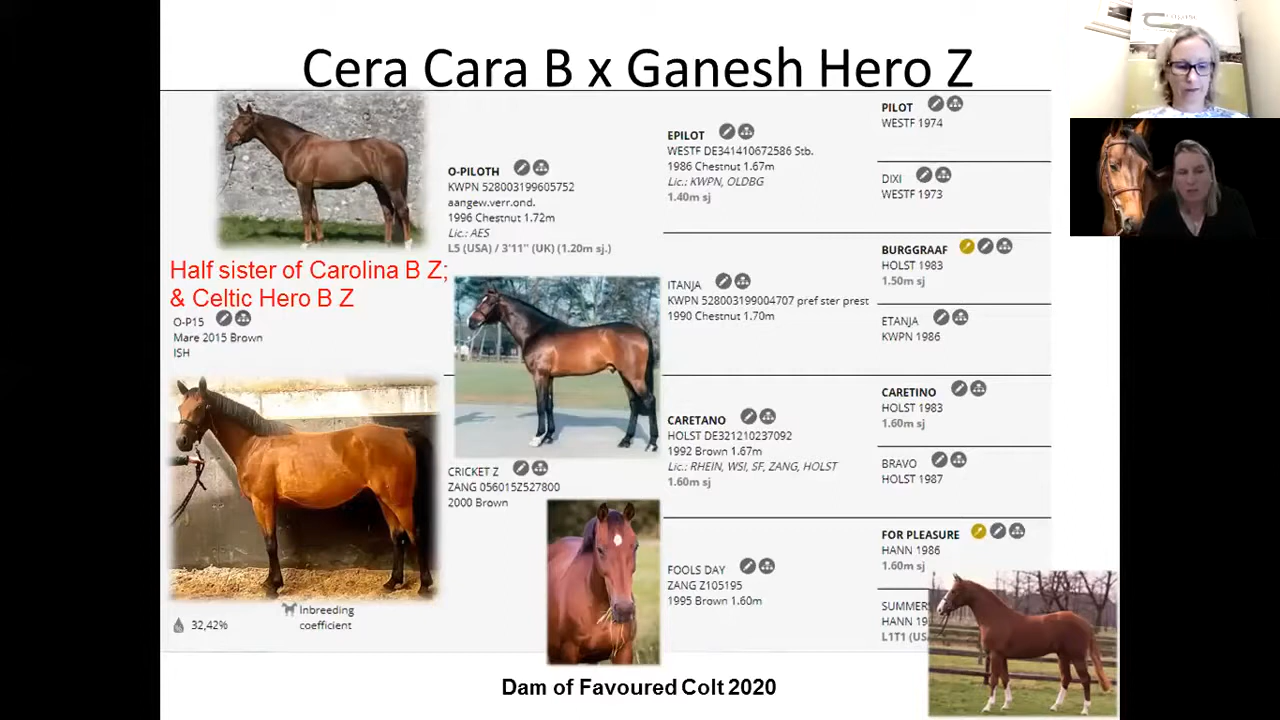 Cera Cara B x Ganesh Hero Z
Half sister of Carolina B Z;
& Celtic Hero B Z
O-P15
Mare 2015 Brown
ISH
32,42%
Inbreeding
coefficient
O-PILOTH
KWPN 528003199605752
aangew.verr.ond.
1996 Chestnut 1.72m
Lic.: AES
L5 (USA) / 3'11" (UK) (1.20m sj.)
CRICKET Z
ZANG 056015Z527800
2000 Brown
EPILOT
WESTF DE341410672586 Stb.
1986 Chestnut 1.67m
Lic.: KWPN, OLDBG
1.40m sj
ITANJA
KWPN 528003199004707 pref ster prest
1990 Chestnut 1.70m
CARETANO
HOLST DE321210237092
1992 Brown 1.67m
Lic.: RHEIN, WSI, SF, ZANG, HOLST
1.60m sj
FOOLS DAY
ZANG Z105195
1995 Brown 1.60m
PILOT
WESTF 1974
DIXI
WESTF 1973
BURGGRAAF
HOLST 1983
1.50m sj
ETANJA
KWPN 1986
CARETINO
HOLST 1983
1.60m sj
BRAVO
HOLST 1987
FOR PLEASURE
HANN 1986
1.60m sj
SUMMER
HANN 19
L1T1 (US
Dam of Favoured Colt 2020